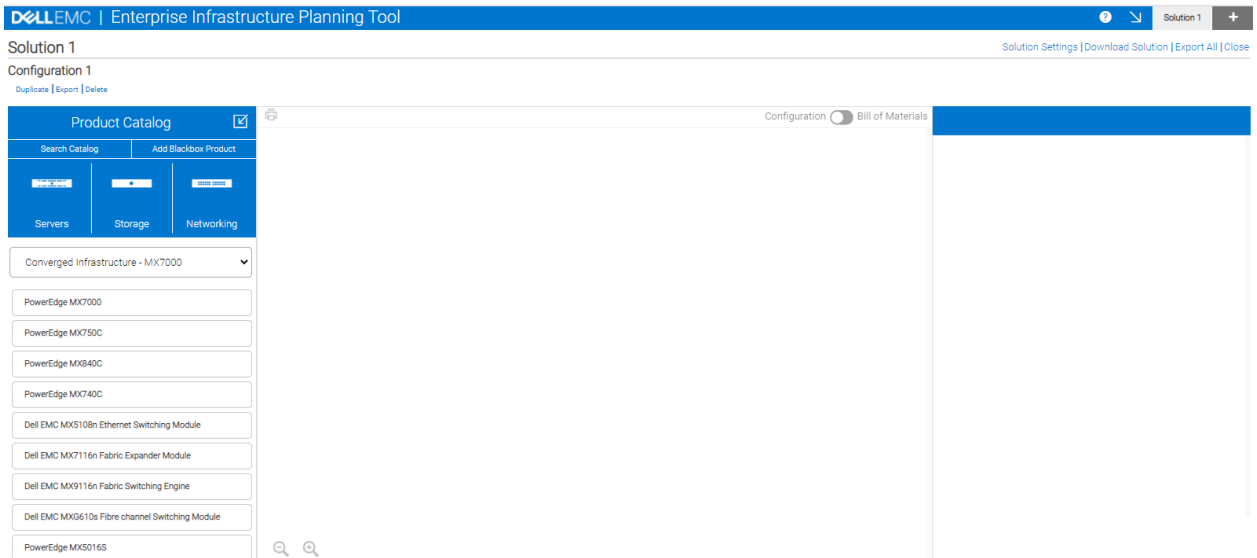 DELLEMC | Enterprise Infrastructure Planning Tool
? Solution 1 +
Solution 1
Solution Settings | Download Solution | Export All | Close
Configuration 1
Duplicate | Export | Delete
Product Catalog
Configuration Bill of Materials
Search Catalog Add Blackbox Product
Servers Storage Networking
Converged Infrastructure - MX7000
PowerEdge MX7000
PowerEdge MX750C
PowerEdge MX840C
PowerEdge MX740C
Dell EMC MX5108n Ethernet Switching Module
Dell EMC MX7116n Fabric Expander Module
Dell EMC MX9116n Fabric Switching Engine
Dell EMC MXG610s Fibre channel Switching Module
PowerEdge MX5016S